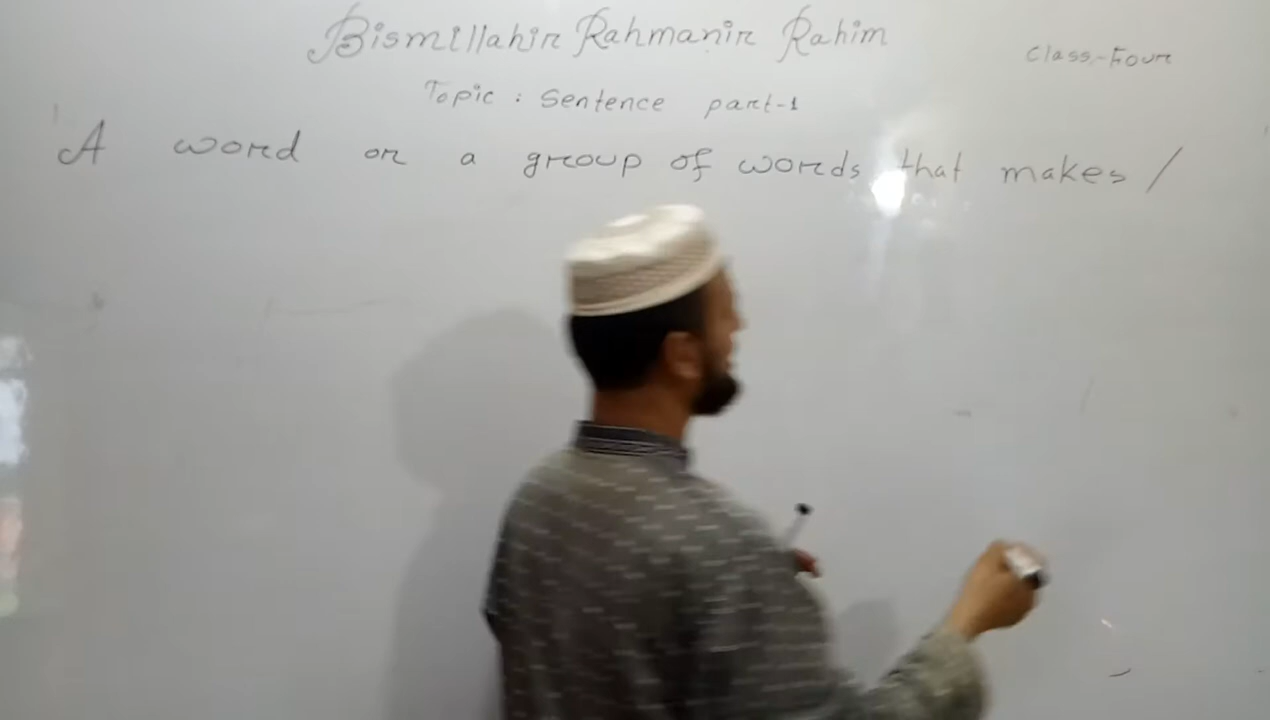 Bismillahir Rahmanir Rahim
Class-Four
Topic : Sentence part-1
A word or a group of words that makes /